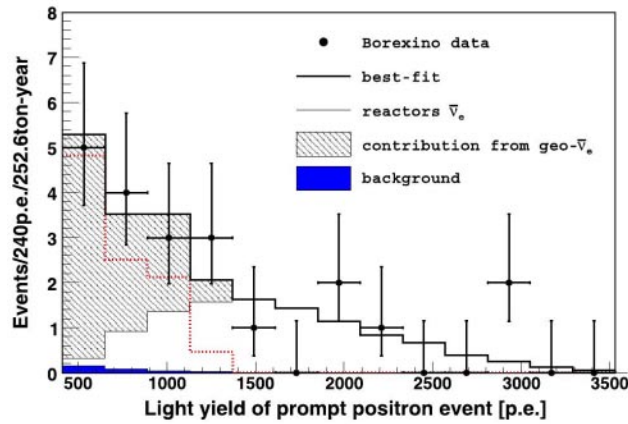 Borexino data
best-fit
reactors ν̄e
contribution from geo-ν̄e
background
Events/240p.e./252.6ton-year
8
7
6
5
4
3
2
1
0
500 1000 1500 2000 2500 3000 3500
Light yield of prompt positron event [p.e.]